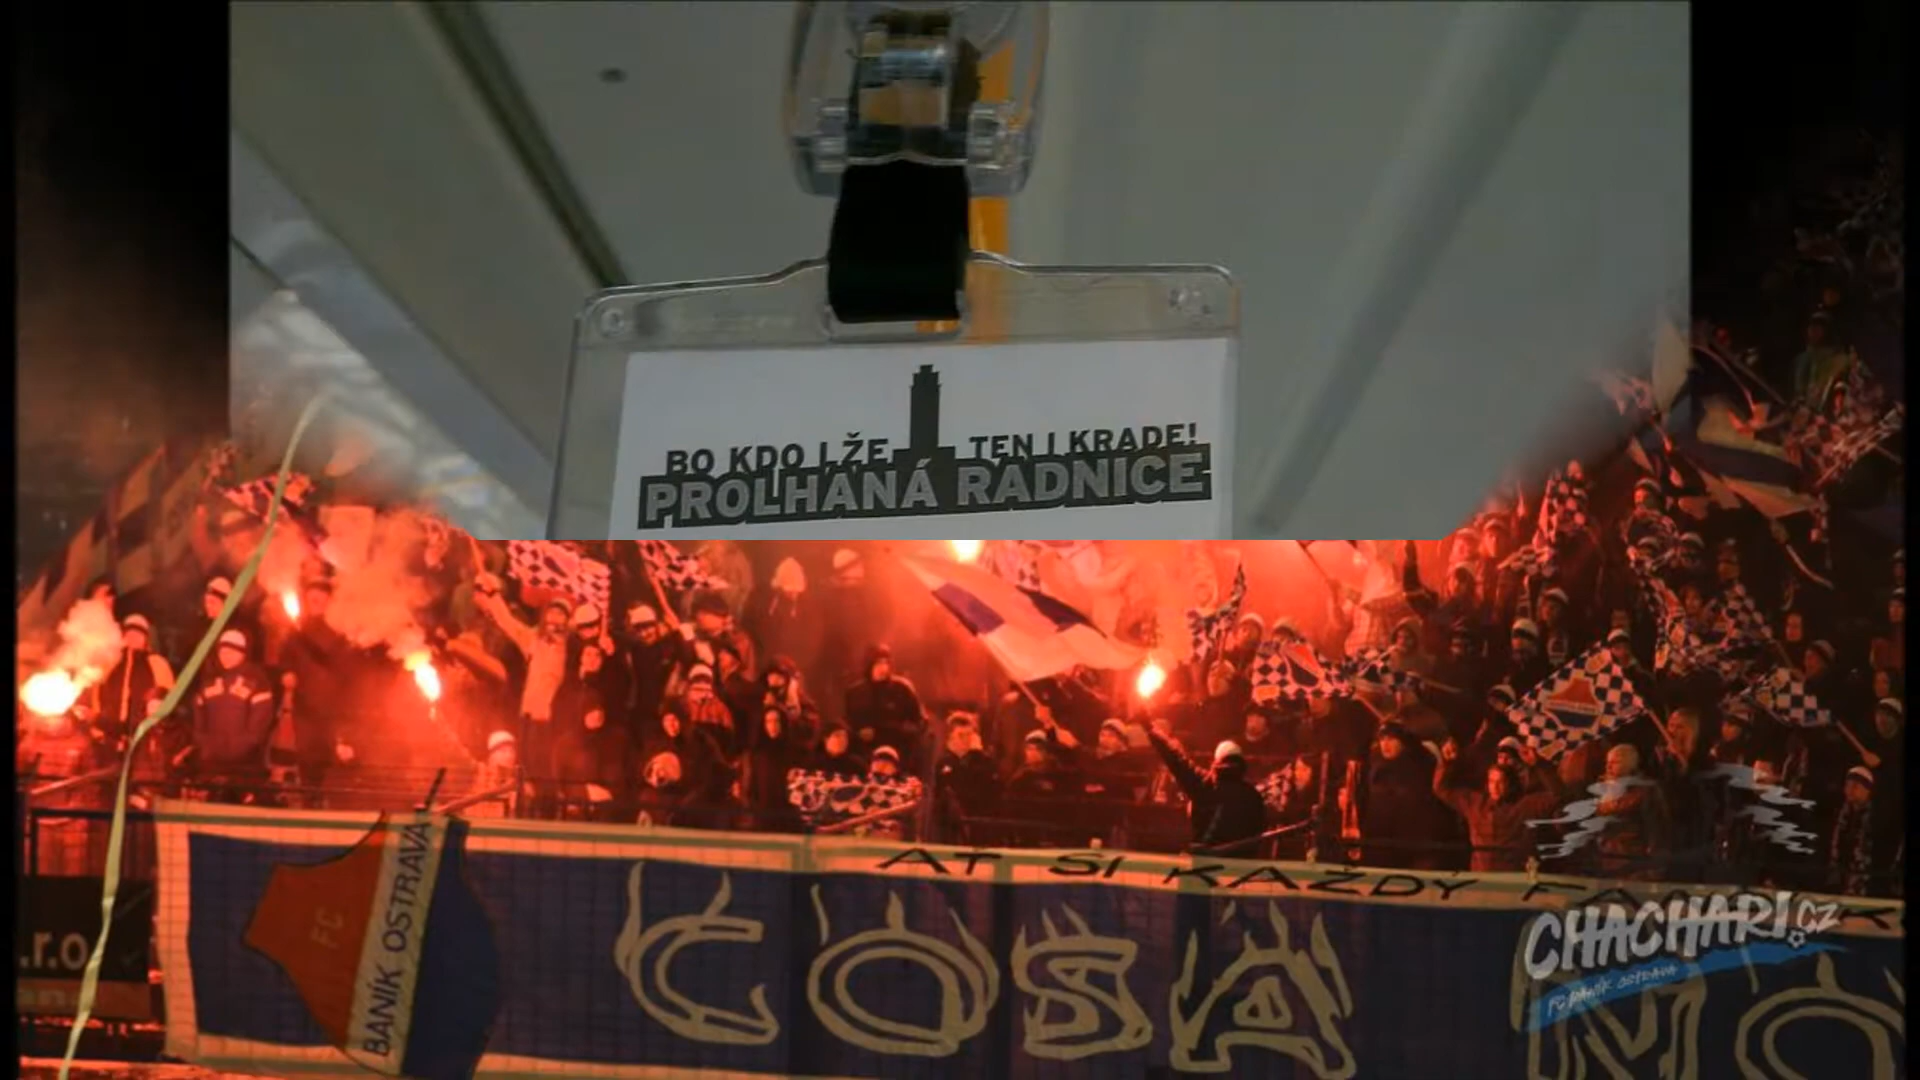 BO KDO LŽE TEN I KRADE!
PROLHANÁ RADNICE
AŤ SI KAŽDÝ
FC
BANÍK OSTRAVA
.r.o.
COSA
CHACHARI.CZ
FC BANÍK OSTRAVA